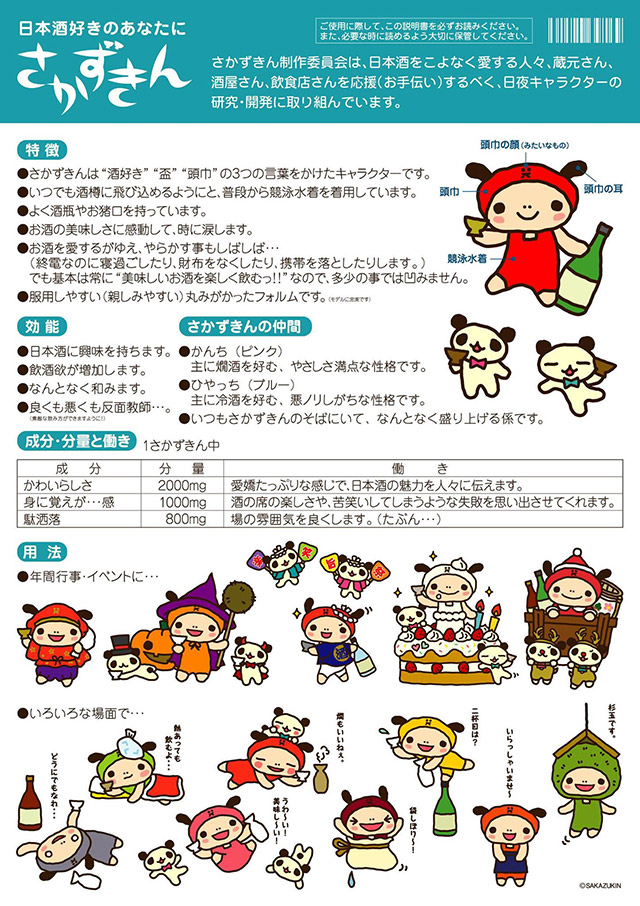 日本酒好きのあなたに
さかずきん
ご使用に際して、この説明書を必ずお読みください。
また、必要な時に読めるよう大切に保管してください。
さかずきん制作委員会は、日本酒をこよなく愛する人々、蔵元さん、
酒屋さん、飲食店さんを応援(お手伝い)するべく、日夜キャラクターの
研究・開発に取り組んでいます。
特徴
●さかずきんは“酒好き”“盃”“頭巾”の3つの言葉をかけたキャラクターです。
●いつでも酒樽に飛び込めるようにと、普段から競泳水着を着用しています。
●よく酒瓶やお猪口を持っています。
●お酒の美味しさに感動して、時に涙します。
●お酒を愛するがゆえ、やらかす事もしばしば…
(終電なのに寝過ごしたり、財布をなくしたり、携帯を落としたりします。)
でも基本は常に“美味しいお酒を楽しく飲むっ!!”なので、多少の事では凹みません。
●服用しやすい(親しみやすい)丸みがかったフォルムです。(モデルに忠実です)
頭巾の顔(みたいなもの)
頭巾
頭巾の耳
競泳水着
効能
●日本酒に興味を持ちます。
●飲酒欲が増加します。
●なんとなく和みます。
●良くも悪くも反面教師…。
(素敵な飲み方ができますように!)
さかずきんの仲間
●かんち(ピンク)
主に燗酒を好む、やさしさ満点な性格です。
●ひやっち(ブルー)
主に冷酒を好む、悪ノリしがちな性格です。
●いつもさかずきんのそばにいて、なんとなく盛り上げる係です。
成分・分量と働き
1さかずきん中
成分 分量 働き
かわいらしさ 2000mg 愛嬌たっぷりな感じで、日本酒の魅力を人々に伝えます。
身に覚えが…感 1000mg 酒の席の楽しさや、苦笑いしてしまうような失敗を思い出させてくれます。
駄洒落 800mg 場の雰囲気を良くします。(たぶん…)
用法
●年間行事・イベントに…
●いろいろな場面で…
どうにでもなれ…
熱あっても
飲むよ…
うわ〜い!
美味し〜い!
燗もいいねぇ。
袋しぼり〜!
二杯目は?
いらっしゃいませ〜
杉玉です。
©SAKAZUKIN